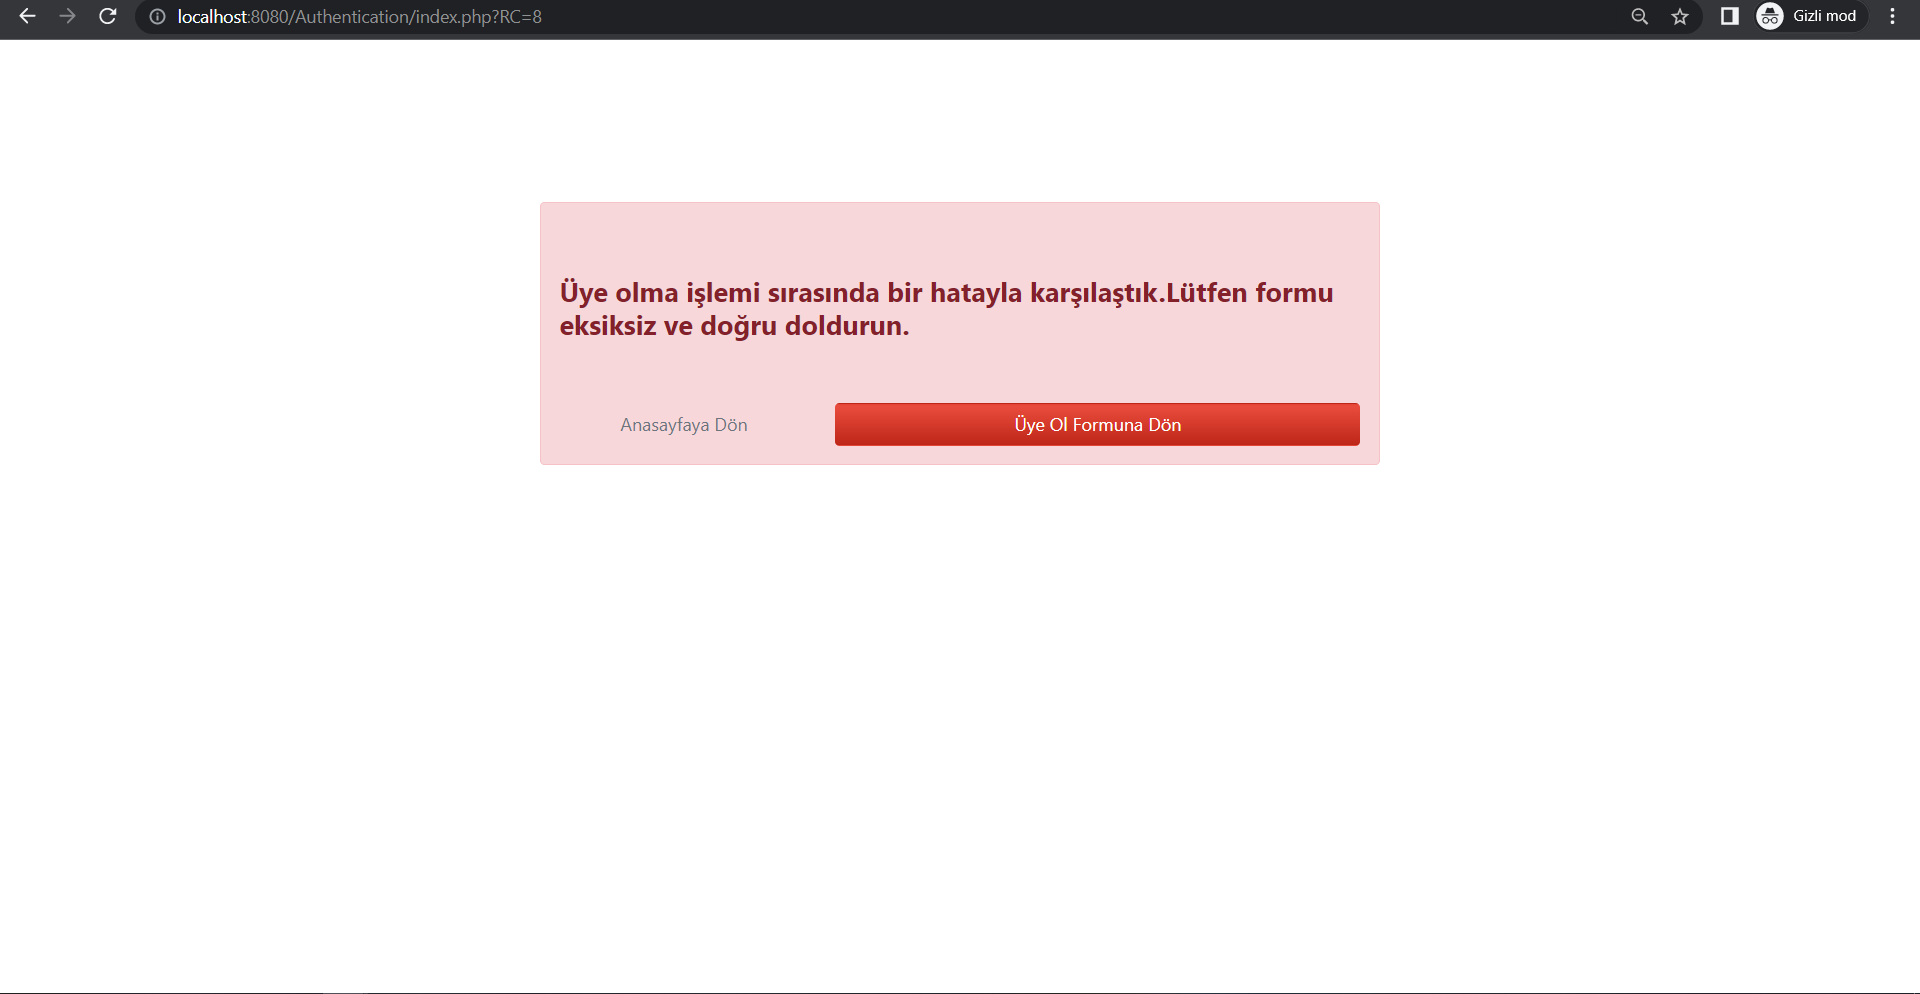 localhost:8080/Authentication/index.php?RC=8
Gizli mod
Üye olma işlemi sırasında bir hatayla karşılaştık.Lütfen formu
eksiksiz ve doğru doldurun.
Anasayfaya Dön
Üye Ol Formuna Dön